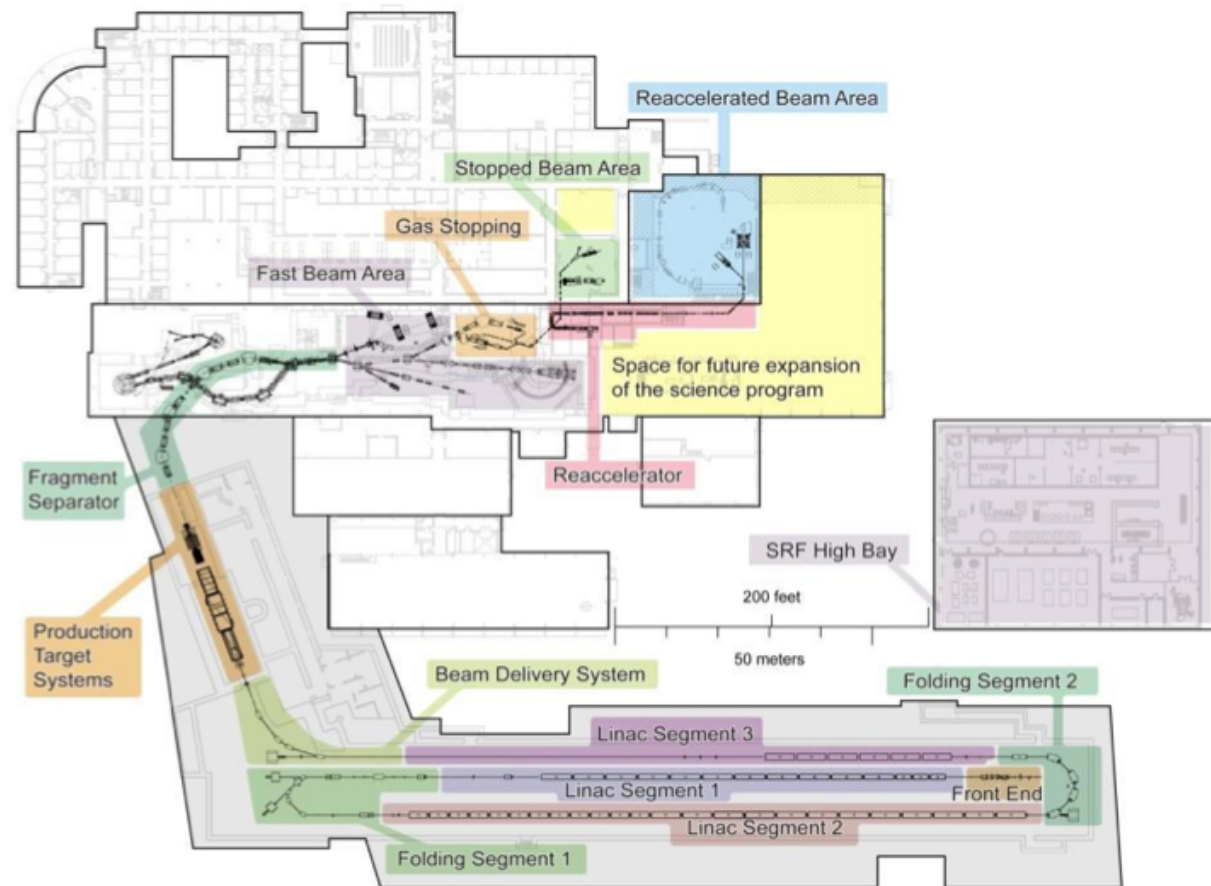 Reaccelerated Beam Area
Stopped Beam Area
Gas Stopping
Fast Beam Area
Space for future expansion
of the science program
Fragment
Separator
Reaccelerator
SRF High Bay
200 feet
50 meters
Production
Target
Systems
Beam Delivery System
Folding Segment 2
Linac Segment 3
Linac Segment 1
Front End
Linac Segment 2
Folding Segment 1